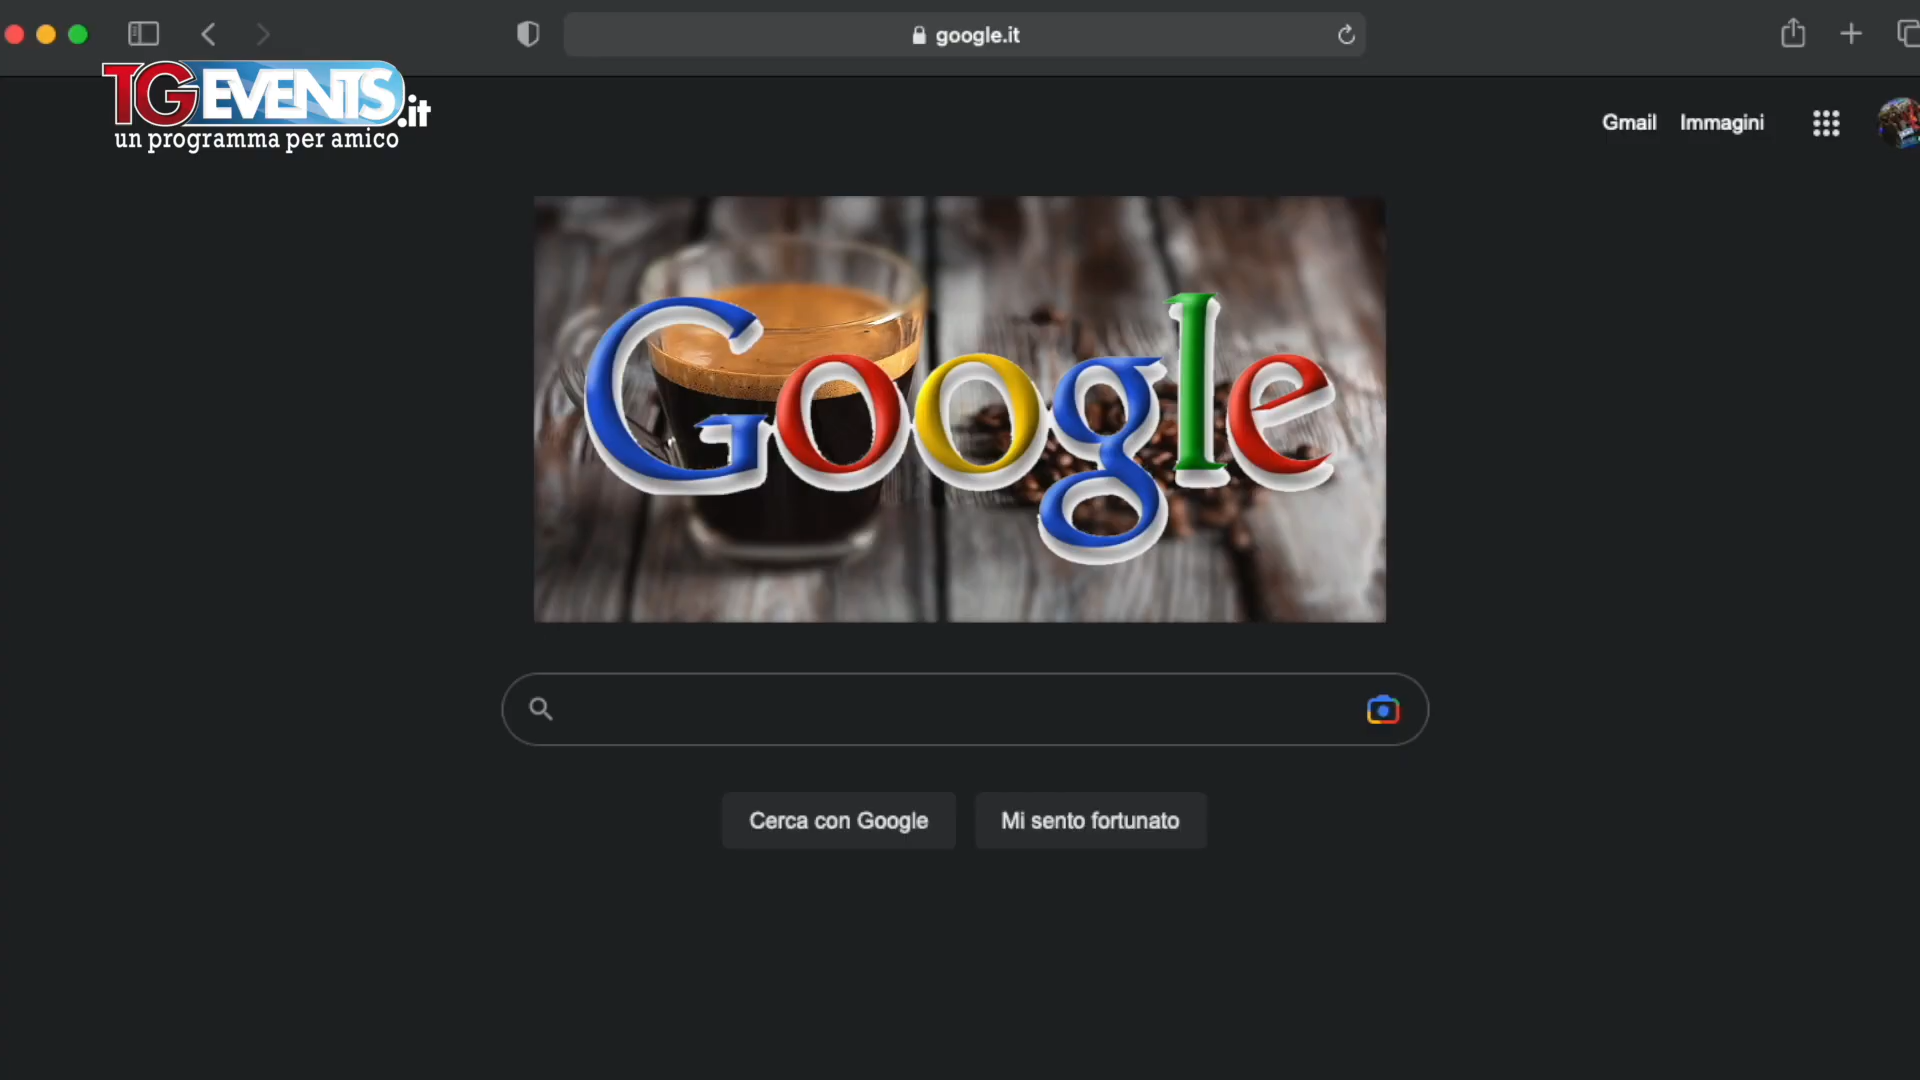 google.it
TGEVENTS.it
un programma per amico
Gmail Immagini
Google
Cerca con Google Mi sento fortunato